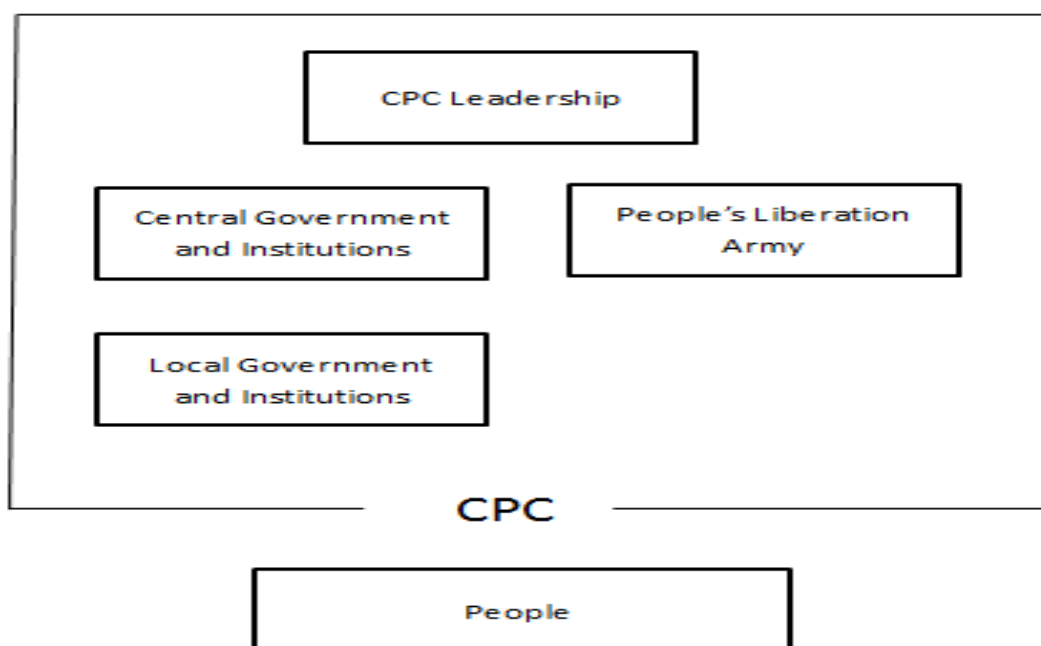 CPC Leadership
Central Government
and Institutions
People’s Liberation
Army
Local Government
and Institutions
CPC
People